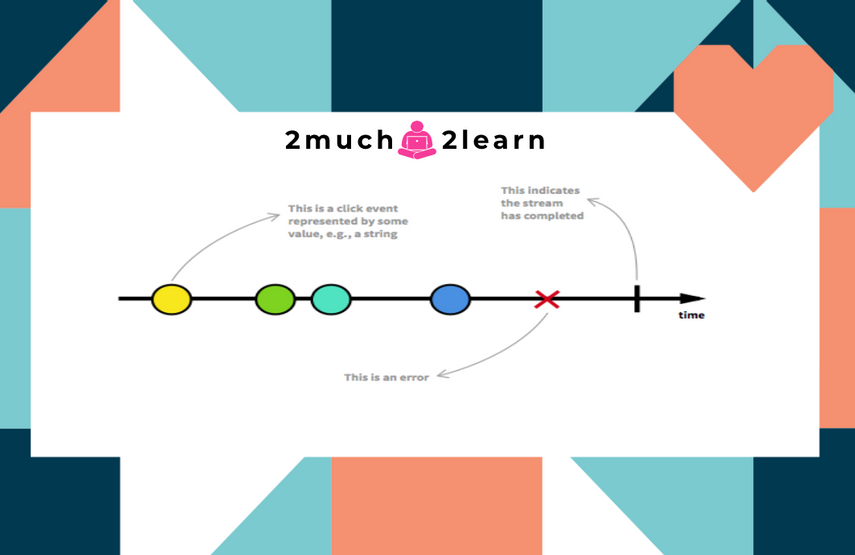 2much 2learn
This indicates
the stream
has completed
This is a click event
represented by some
value, e.g., a string
time
This is an error